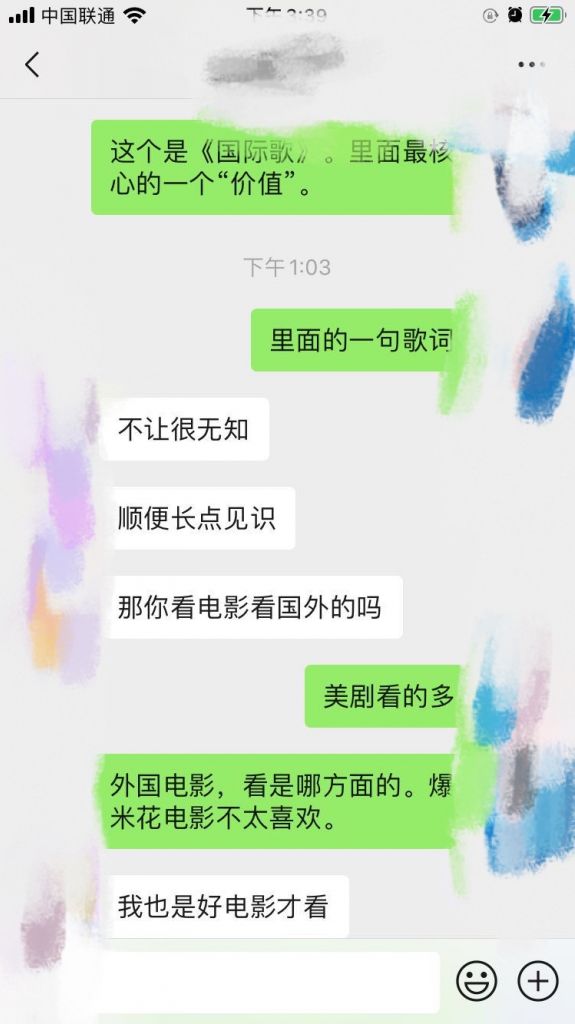 中国联通
下午3:39
这个是《国际歌》。里面最核
心的一个“价值”。
下午1:03
里面的一句歌词
不让很无知
顺便长点见识
那你看电影看国外的吗
美剧看的多
外国电影，看是哪方面的。爆
米花电影不太喜欢。
我也是好电影才看